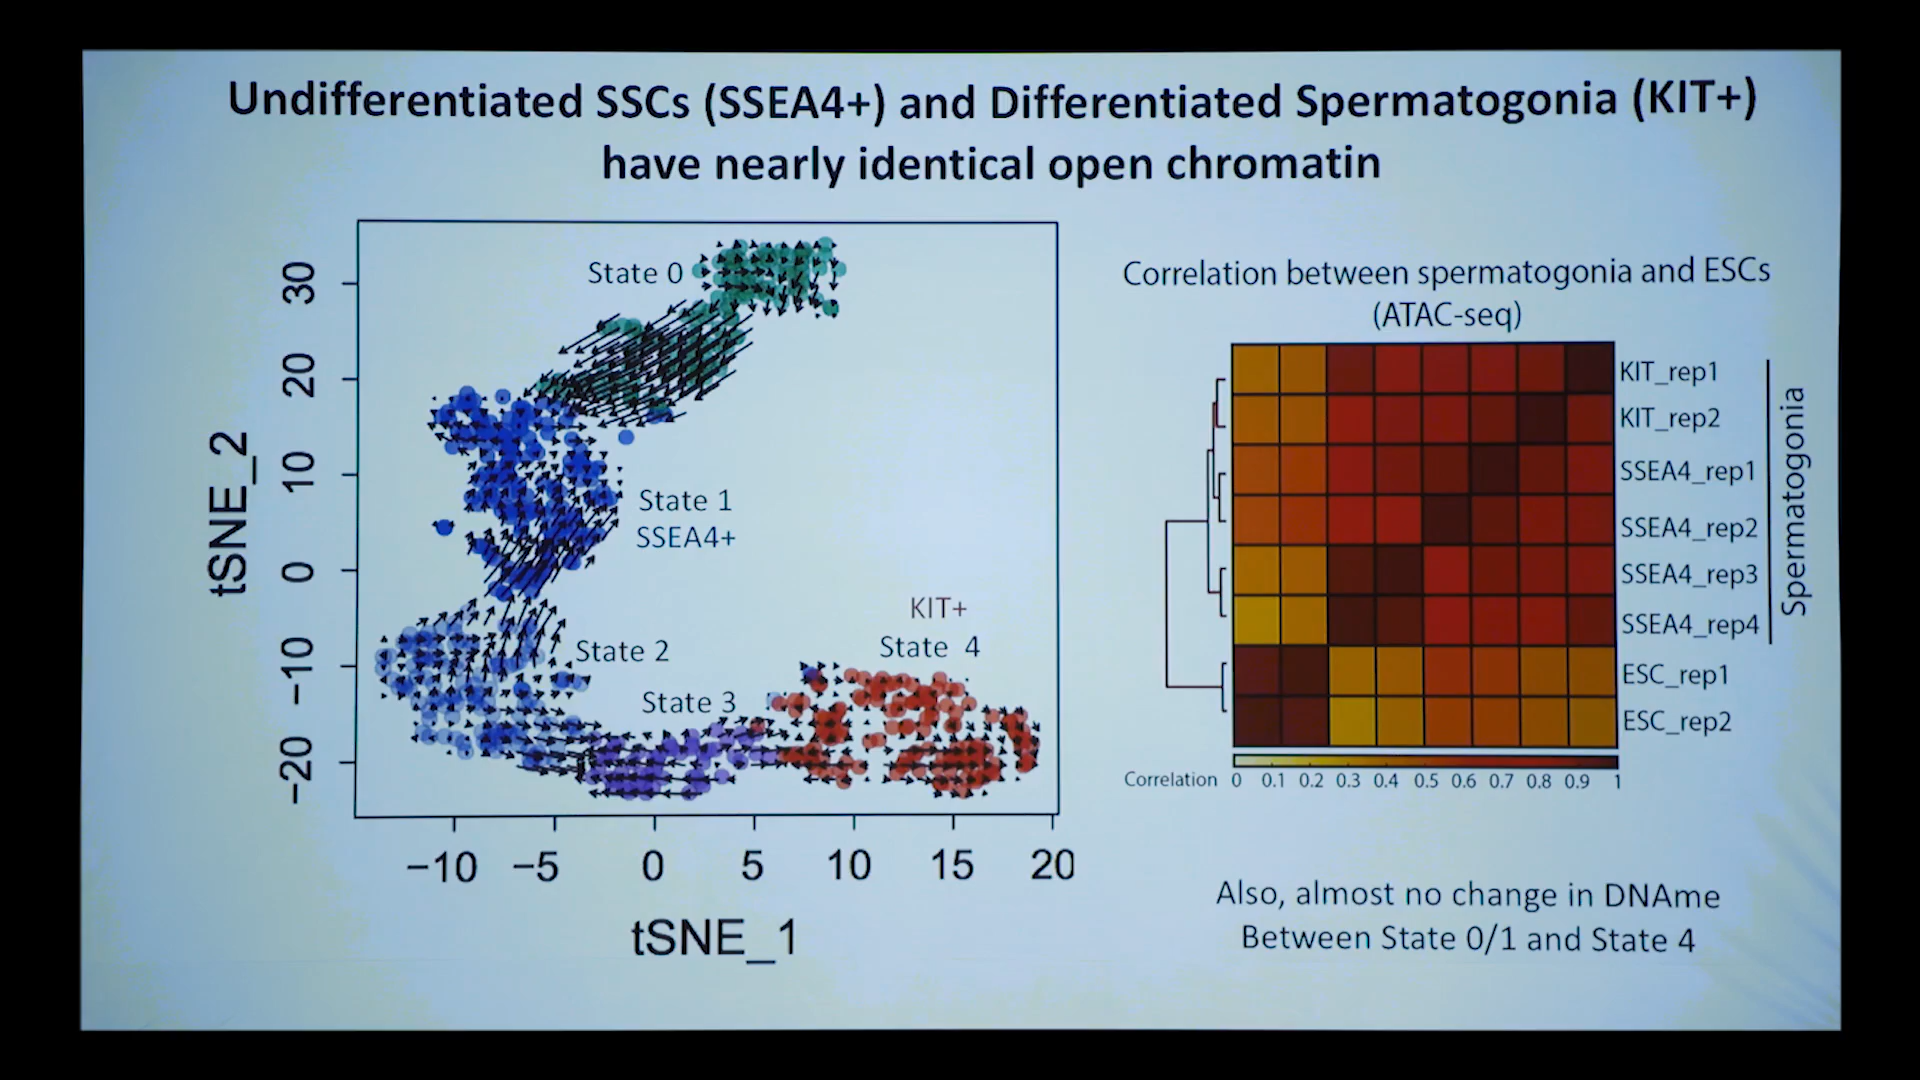 Undifferentiated SSCs (SSEA4+) and Differentiated Spermatogonia (KIT+)
have nearly identical open chromatin
tSNE_2
30
20
10
0
−10
−20
State 0
State 1
SSEA4+
State 2
State 3
KIT+
State 4
−10 −5 0 5 10 15 20
tSNE_1
Correlation between spermatogonia and ESCs
(ATAC-seq)
KIT_rep1
KIT_rep2
SSEA4_rep1
SSEA4_rep2
SSEA4_rep3
SSEA4_rep4
ESC_rep1
ESC_rep2
Spermatogonia
Correlation 0 0.1 0.2 0.3 0.4 0.5 0.6 0.7 0.8 0.9 1
Also, almost no change in DNAme
Between State 0/1 and State 4